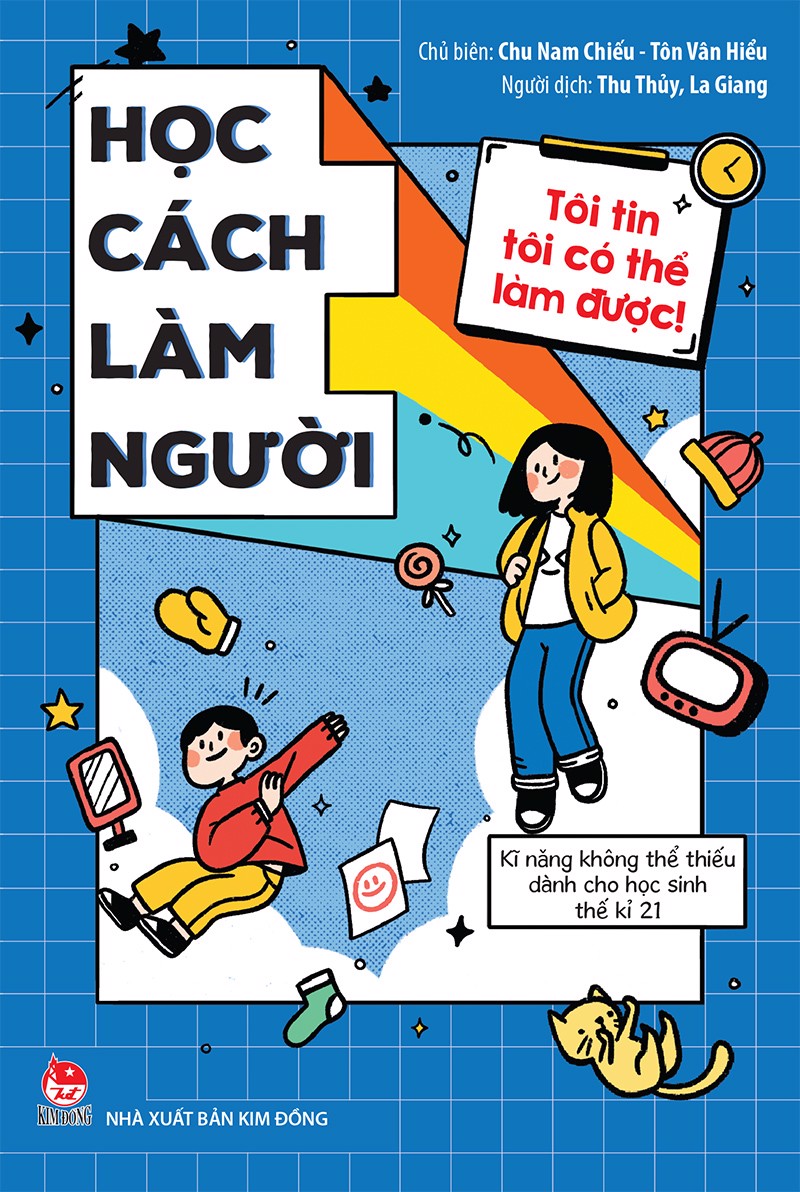 Chủ biên: Chu Nam Chiếu - Tôn Vân Hiểu
Người dịch: Thu Thủy, La Giang
HỌC
CÁCH
LÀM
NGƯỜI
Tôi tin
tôi có thể
làm được!
Kĩ năng không thể thiếu
dành cho học sinh
thế kỉ 21
KIM ĐỒNG
NHÀ XUẤT BẢN KIM ĐỒNG